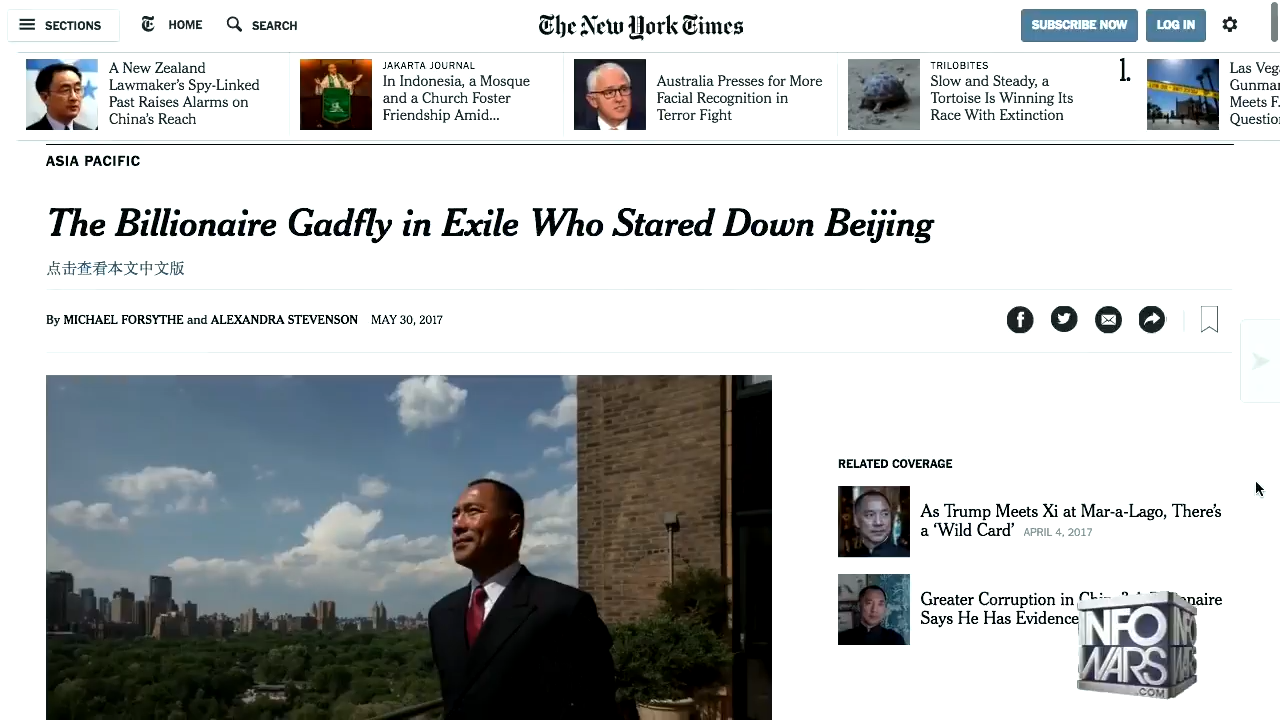 SECTIONS
HOME
SEARCH
The New York Times
SUBSCRIBE NOW
LOG IN
A New Zealand
Lawmaker's Spy-Linked
Past Raises Alarms on
China's Reach
JAKARTA JOURNAL
In Indonesia, a Mosque
and a Church Foster
Friendship Amid...
Australia Presses for More
Facial Recognition in
Terror Fight
TRILOBITES
Slow and Steady, a
Tortoise Is Winning Its
Race With Extinction
1.
Las Vega
Gunma
Meets F.
Questio
ASIA PACIFIC
The Billionaire Gadfly in Exile Who Stared Down Beijing
点击查看本文中文版
By MICHAEL FORSYTHE and ALEXANDRA STEVENSON MAY 30, 2017
RELATED COVERAGE
As Trump Meets Xi at Mar-a-Lago, There's
a ‘Wild Card’ APRIL 4, 2017
Greater Corruption in
Says He Has Evidence
INFO
WARS
.COM